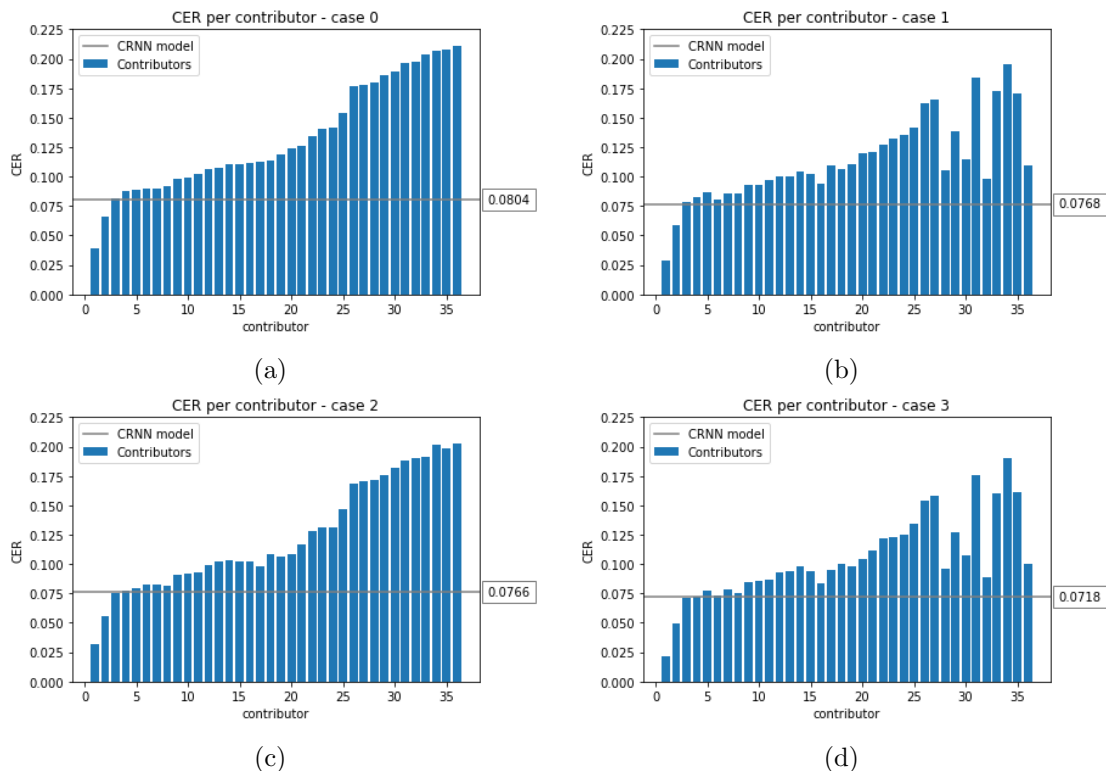 CER per contributor - case 0
0.225
0.200
0.175
0.150
0.125
0.100
0.075
0.050
0.025
0.000
CER
CRNN model
Contributors
0.0804
0 5 10 15 20 25 30 35
contributor
(a)
CER per contributor - case 1
0.225
0.200
0.175
0.150
0.125
0.100
0.075
0.050
0.025
0.000
CER
CRNN model
Contributors
0.0768
0 5 10 15 20 25 30 35
contributor
(b)
CER per contributor - case 2
0.225
0.200
0.175
0.150
0.125
0.100
0.075
0.050
0.025
0.000
CER
CRNN model
Contributors
0.0766
0 5 10 15 20 25 30 35
contributor
(c)
CER per contributor - case 3
0.225
0.200
0.175
0.150
0.125
0.100
0.075
0.050
0.025
0.000
CER
CRNN model
Contributors
0.0718
0 5 10 15 20 25 30 35
contributor
(d)